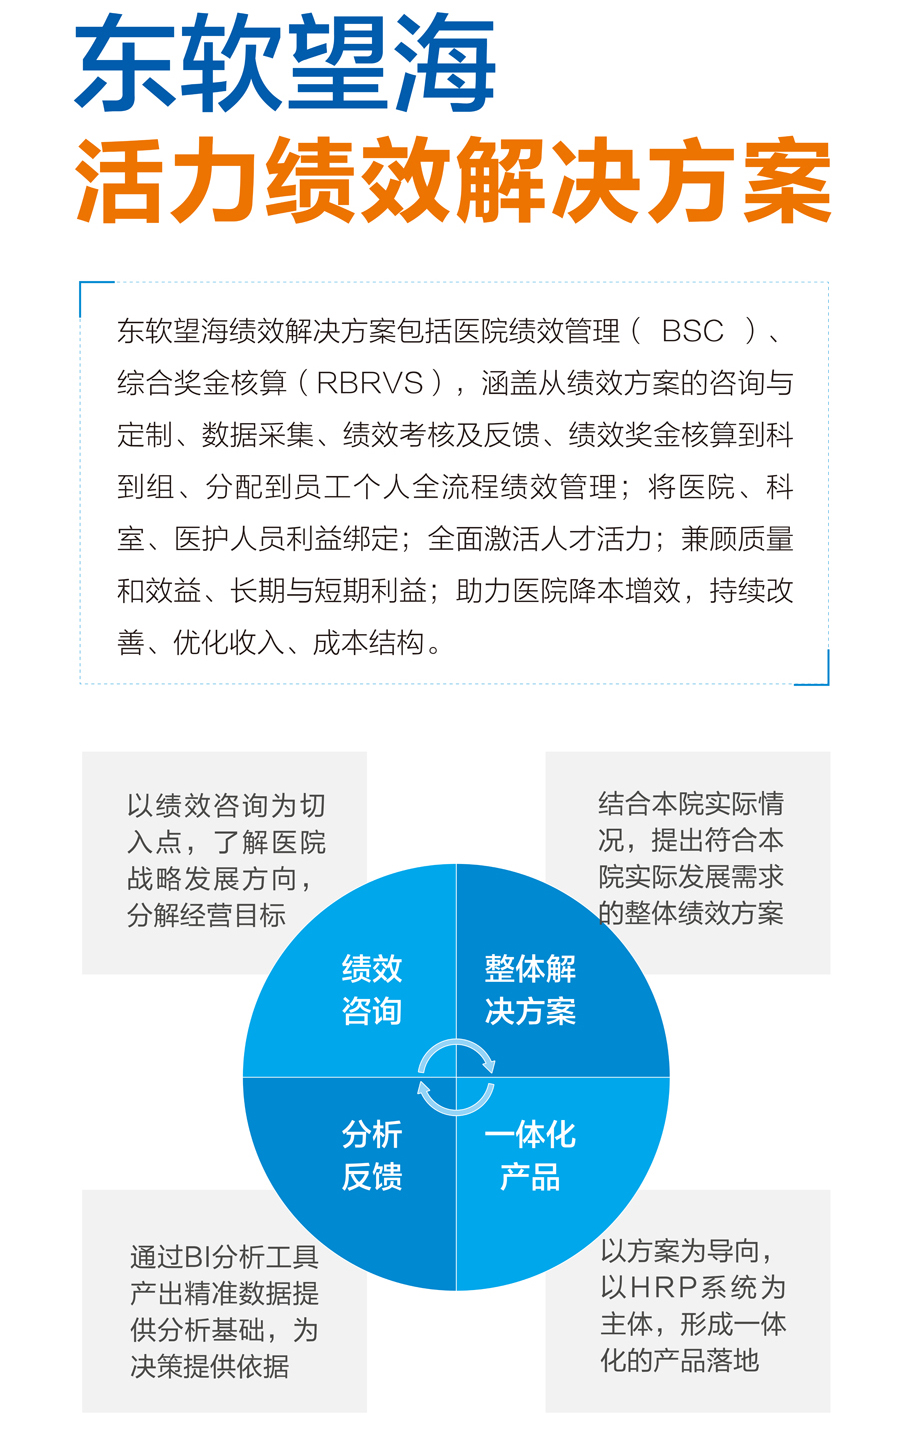 东软望海
活力绩效解决方案
东软望海绩效解决方案包括医院绩效管理（ BSC ）、
综合奖金核算（RBRVS），涵盖从绩效方案的咨询与
定制、数据采集、绩效考核及反馈、绩效奖金核算到科
到组、分配到员工个人全流程绩效管理；将医院、科
室、医护人员利益绑定；全面激活人才活力；兼顾质量
和效益、长期与短期利益；助力医院降本增效，持续改
善、优化收入、成本结构。
以绩效咨询为切
入点，了解医院
战略发展方向，
分解经营目标
结合本院实际情
况，提出符合本
院实际发展需求
的整体绩效方案
绩效
咨询
整体解
决方案
分析
反馈
一体化
产品
通过BI分析工具
产出精准数据提
供分析基础，为
决策提供依据
以方案为导向，
以HRP系统为
主体，形成一体
化的产品落地